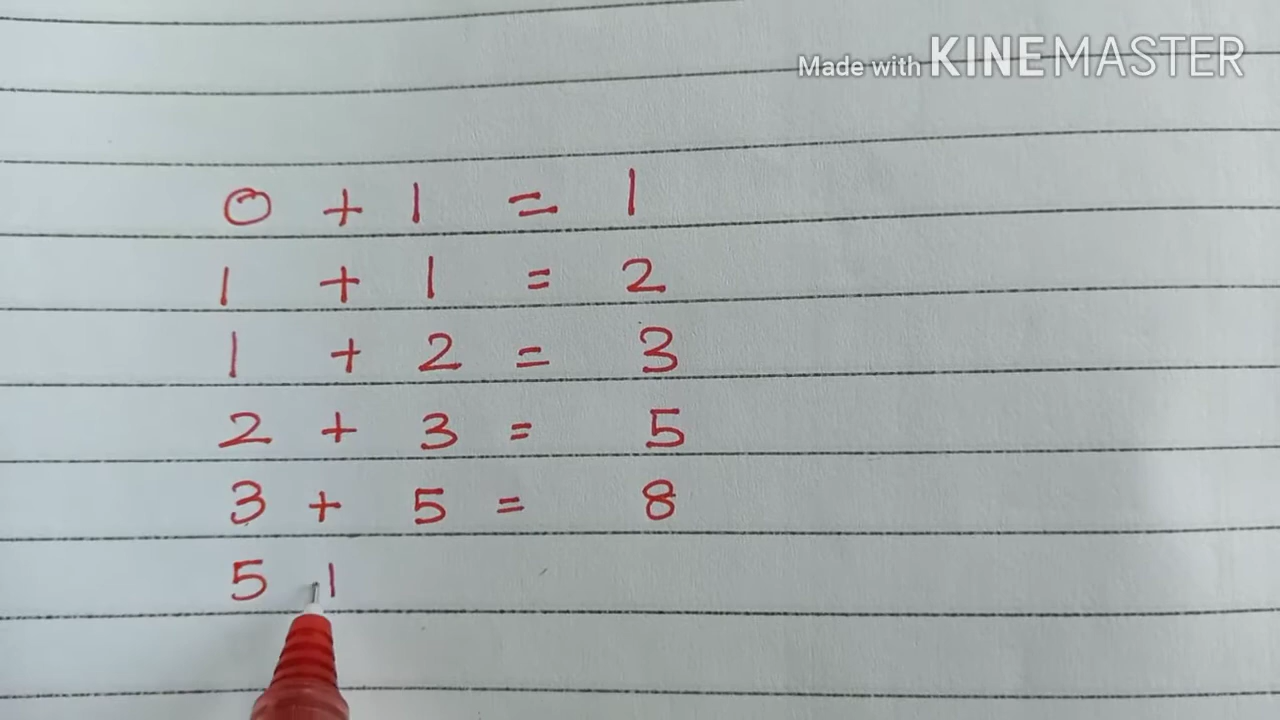 Made with KINEMASTER
0 + 1 = 1
1 + 1 = 2
1 + 2 = 3
2 + 3 = 5
3 + 5 = 8
5